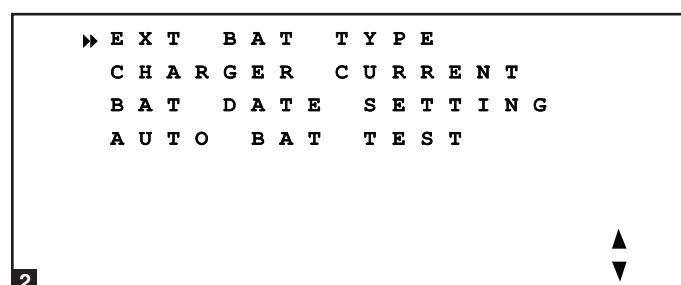 EXT BAT TYPE
CHARGER CURRENT
BAT DATE SETTING
AUTO BAT TEST
2